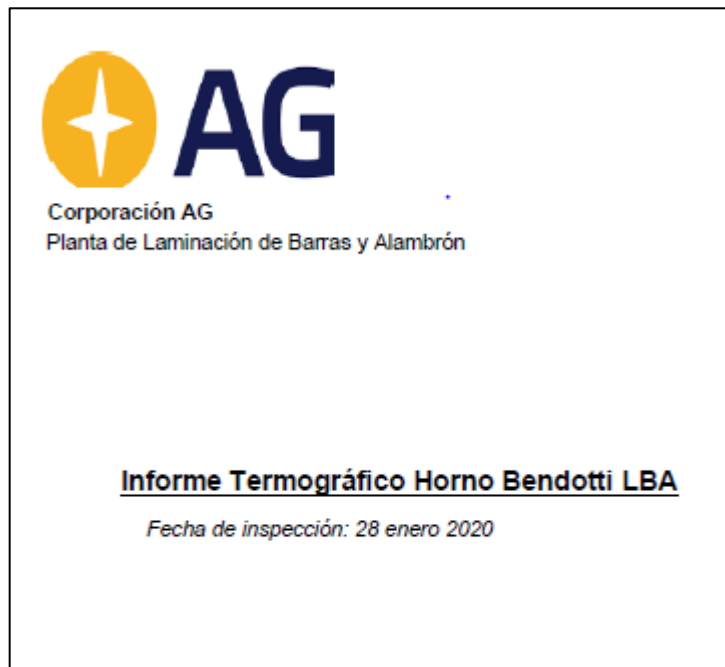 AG
Corporación AG
Planta de Laminación de Barras y Alambrón
Informe Termográfico Horno Bendotti LBA
Fecha de inspección: 28 enero 2020